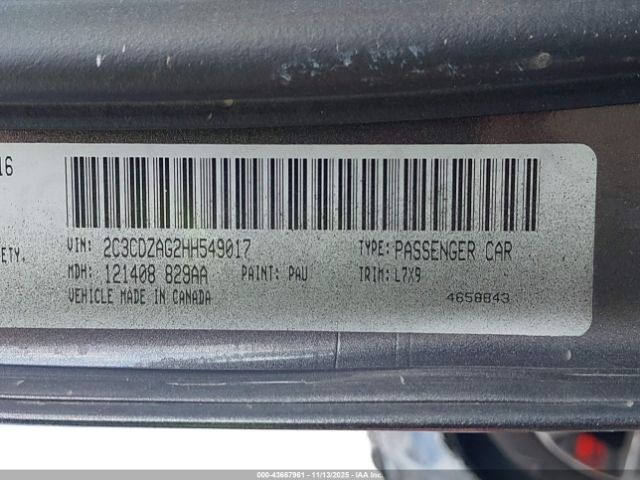 16
ETY.
VIN: 2C3CDZAG2HH549017 TYPE: PASSENGER CAR
MDH: 121408 829AA PAINT: PAU TRIM: L7X9
VEHICLE MADE IN CANADA 4658843
000-43667961 - 11/13/2025 - IAA Inc.